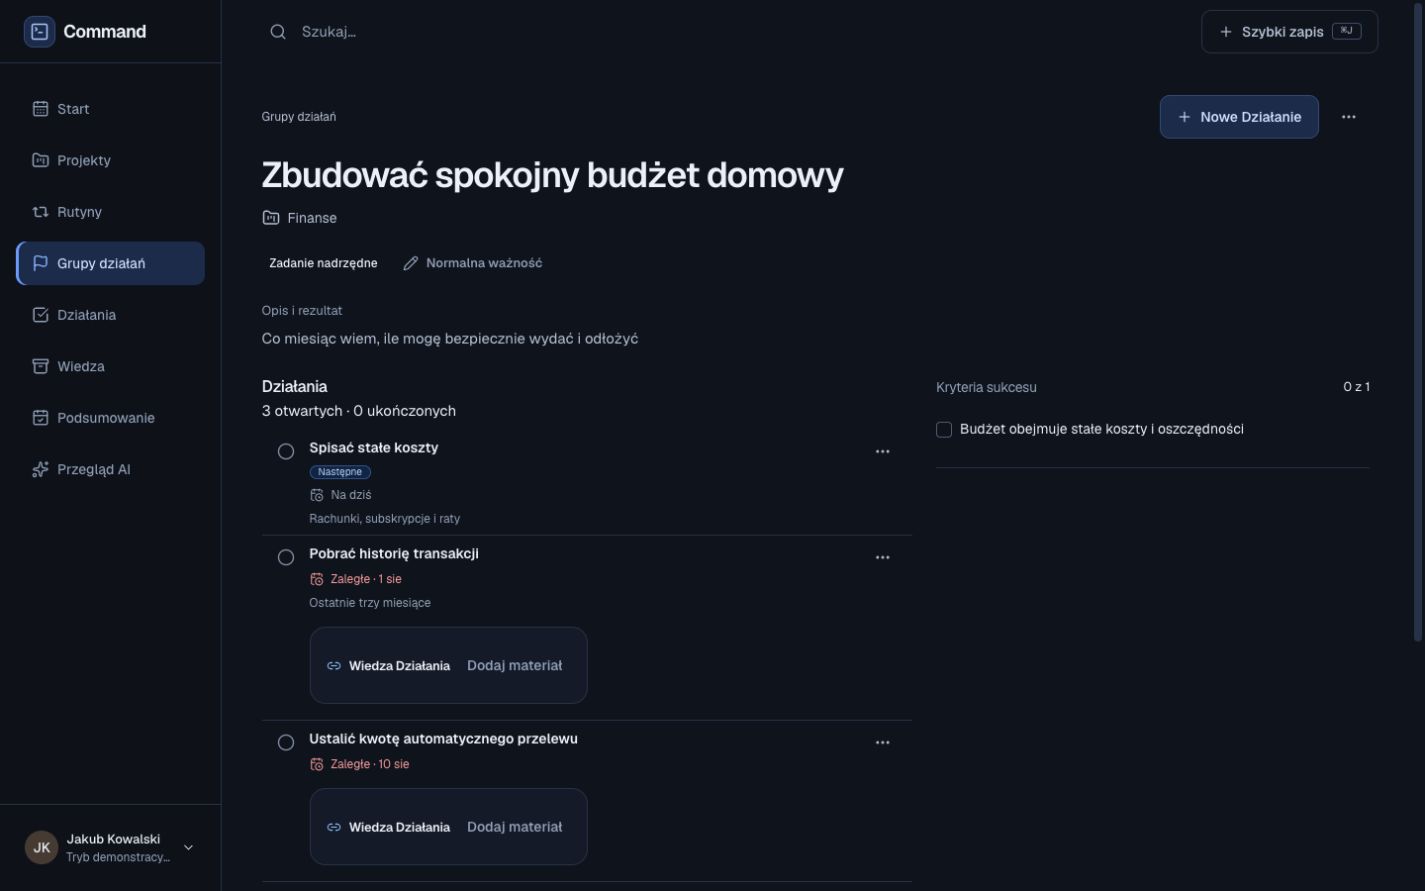 Command
Szukaj...
Szybki zapis ⌘J
Start
Projekty
Rutyny
Grupy działań
Działania
Wiedza
Podsumowanie
Przegląd AI
Jakub Kowalski
JK
Tryb demonstracy...
Grupy działań
Nowe Działanie
Zbudować spokojny budżet domowy
Finanse
Zadanie nadrzędne
Normalna ważność
Opis i rezultat
Co miesiąc wiem, ile mogę bezpiecznie wydać i odłożyć
Działania
3 otwartych · 0 ukończonych
Spisać stałe koszty
Następne
Na dziś
Rachunki, subskrypcje i raty
Pobrać historię transakcji
Zaległe · 1 sie
Ostatnie trzy miesiące
Wiedza Działania Dodaj materiał
Ustalić kwotę automatycznego przelewu
Zaległe · 10 sie
Wiedza Działania Dodaj materiał
Kryteria sukcesu 0 z 1
Budżet obejmuje stałe koszty i oszczędności